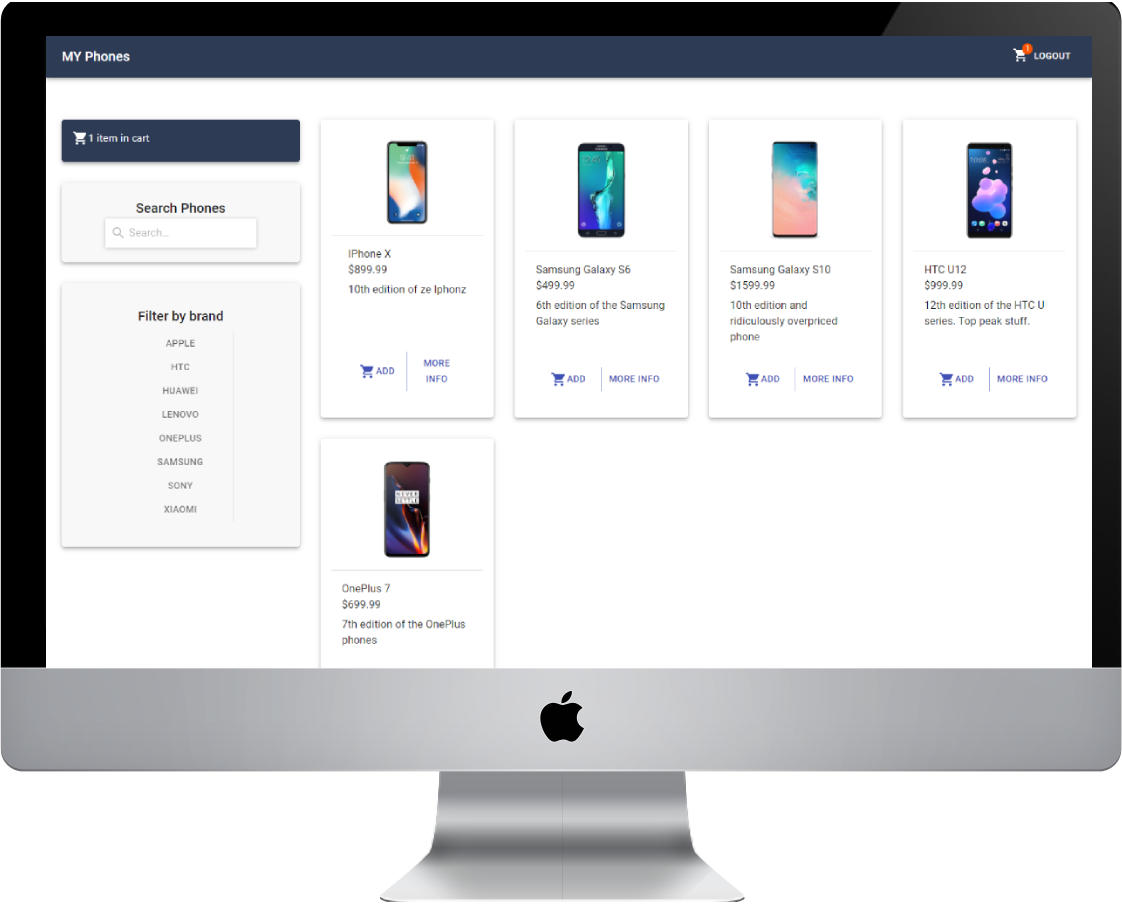 MY Phones
1
LOGOUT
1 item in cart
Search Phones
Search...
Filter by brand
APPLE
HTC
HUAWEI
LENOVO
ONEPLUS
SAMSUNG
SONY
XIAOMI
IPhone X
$899.99
10th edition of ze Iphonz
ADD
MORE
INFO
Samsung Galaxy S6
$499.99
6th edition of the Samsung
Galaxy series
ADD
MORE INFO
Samsung Galaxy S10
$1599.99
10th edition and
ridiculously overpriced
phone
ADD
MORE INFO
HTC U12
$999.99
12th edition of the HTC U
series. Top peak stuff.
ADD
MORE INFO
NEVER
SETTLE
OnePlus 7
$699.99
7th edition of the OnePlus
phones